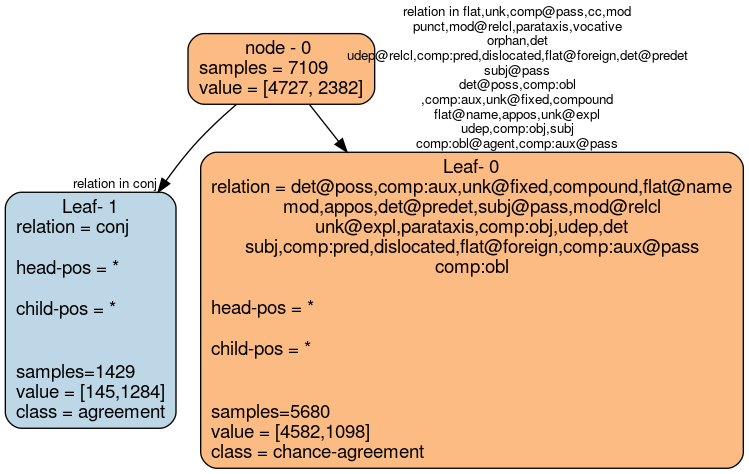 relation in flat,unk,comp@pass,cc,mod
punct,mod@relcl,parataxis,vocative
orphan,det
udep@relcl,comp:pred,dislocated,flat@foreign,det@predet
subj@pass
det@poss,comp:obl
,comp:aux,unk@fixed,compound
flat@name,appos,unk@expl
udep,comp:obj,subj
comp:obl@agent,comp:aux@pass
node - 0
samples = 7109
value = [4727, 2382]
relation in conj
Leaf- 1
relation = conj
head-pos = *
child-pos = *
samples=1429
value = [145,1284]
class = agreement
Leaf- 0
relation = det@poss,comp:aux,unk@fixed,compound,flat@name
mod,appos,det@predet,subj@pass,mod@relcl
unk@expl,parataxis,comp:obj,udep,det
subj,comp:pred,dislocated,flat@foreign,comp:aux@pass
comp:obl
head-pos = *
child-pos = *
samples=5680
value = [4582,1098]
class = chance-agreement